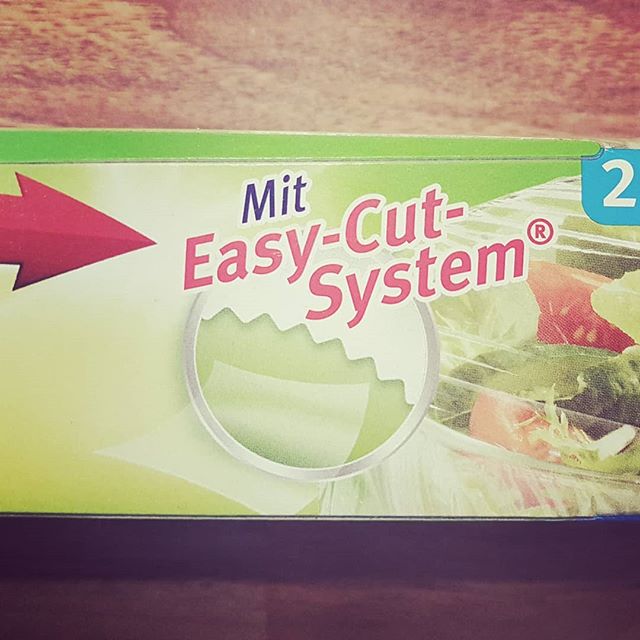 Mit
Easy-Cut-
System®
2